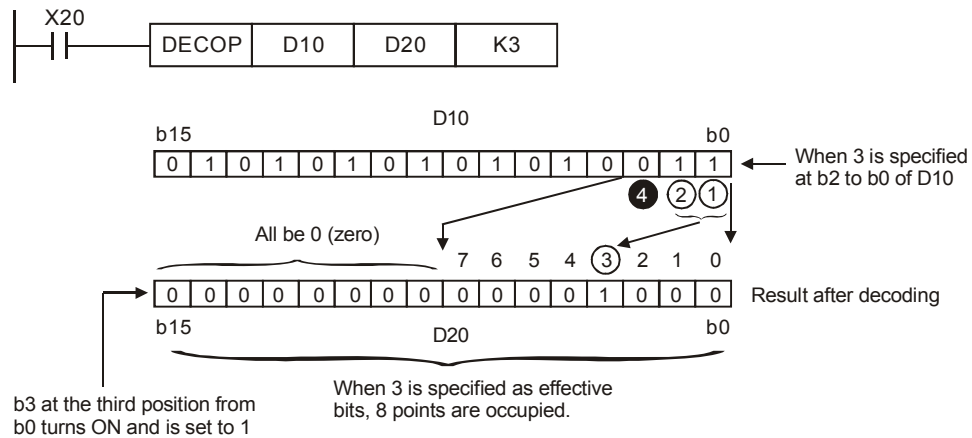 X20
DECOP D10 D20 K3
D10
b15 b0
0 1 0 1 0 1 0 1 0 1 0 1 0 0 0 1 1
When 3 is specified
at b2 to b0 of D10
4 2 1
All be 0 (zero)
7 6 5 4 3 2 1 0
0 0 0 0 0 0 0 0 0 0 0 0 1 0 0 0
Result after decoding
b15 b0
D20
When 3 is specified as effective
bits, 8 points are occupied.
b3 at the third position from
b0 turns ON and is set to 1